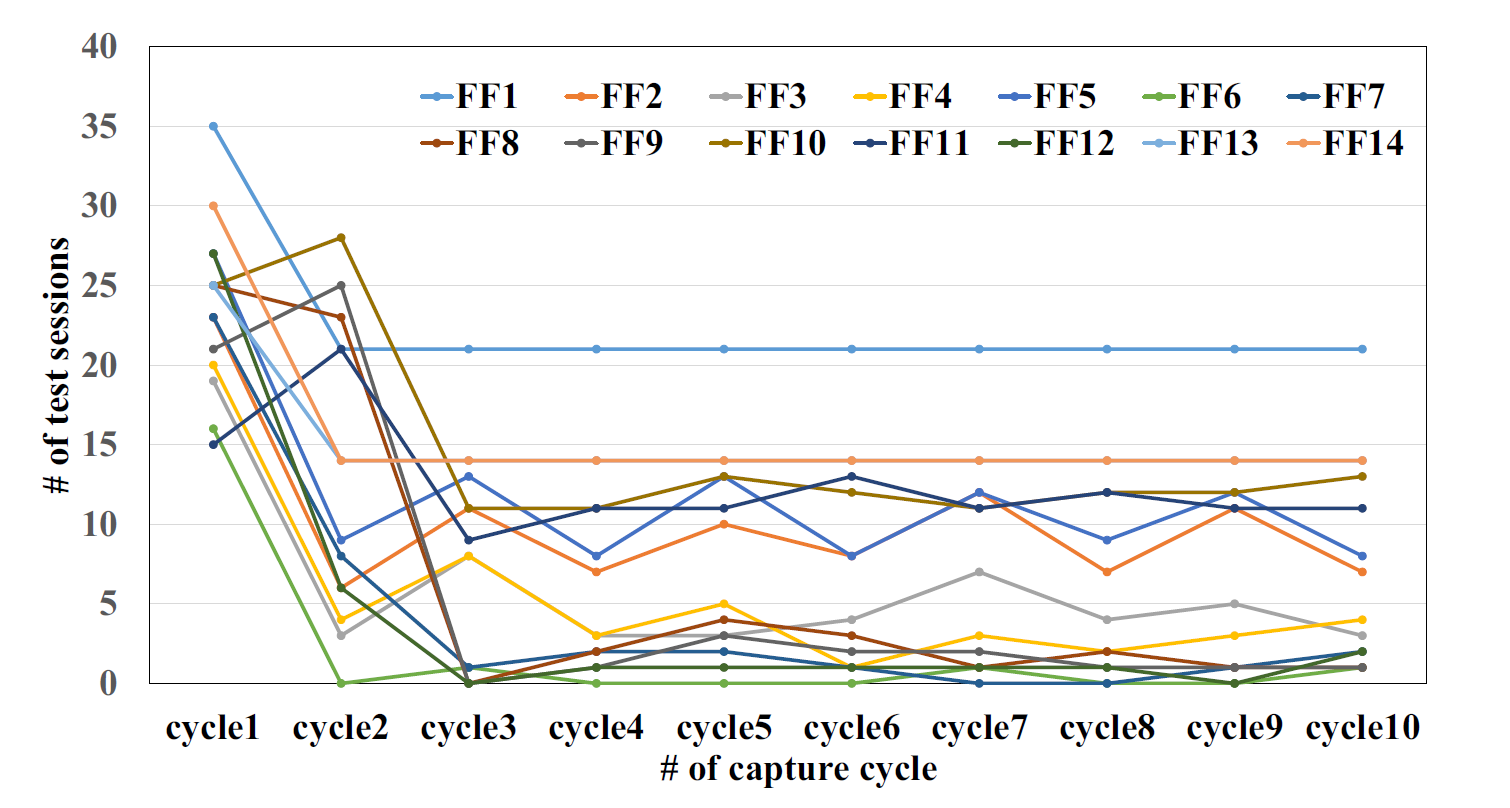 40
35
30
25
20
15
10
5
0
# of test sessions
FF1 FF2 FF3 FF4 FF5 FF6 FF7
FF8 FF9 FF10 FF11 FF12 FF13 FF14
cycle1 cycle2 cycle3 cycle4 cycle5 cycle6 cycle7 cycle8 cycle9 cycle10
# of capture cycle